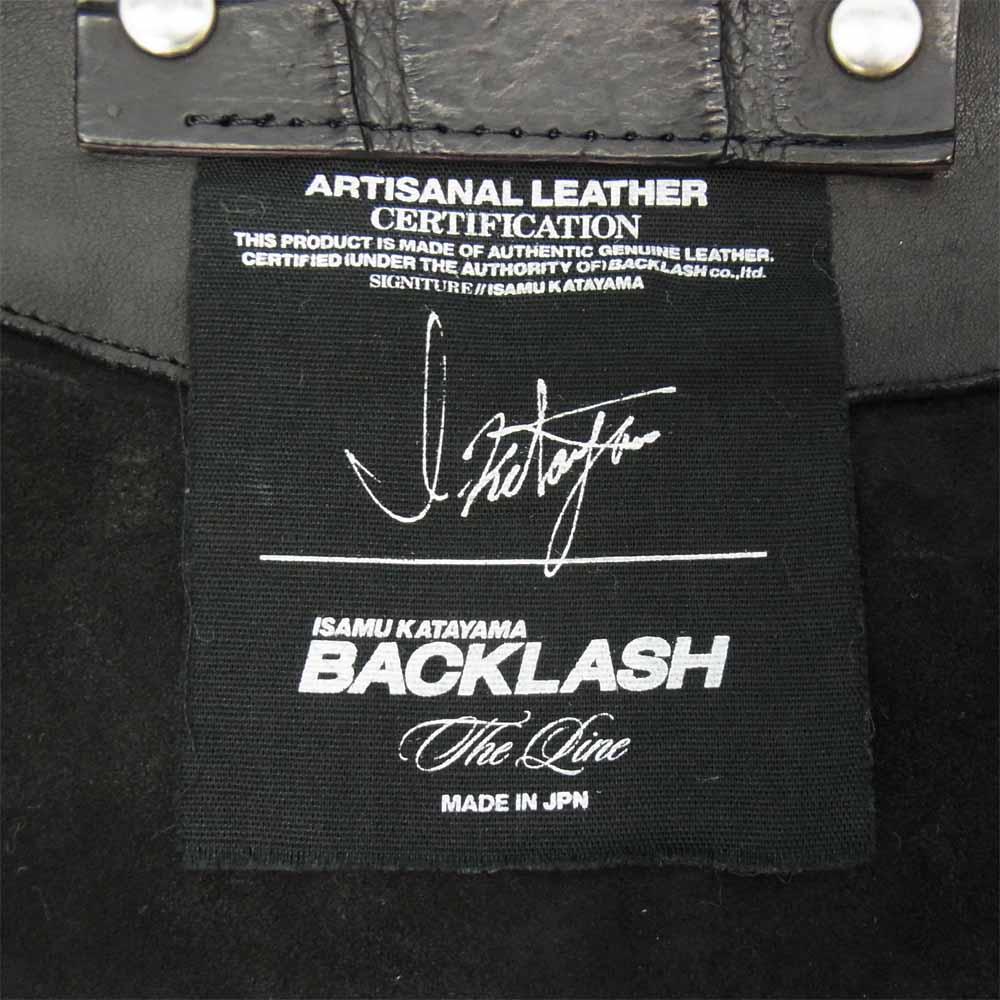 ARTISANAL LEATHER
CERTIFICATION
THIS PRODUCT IS MADE OF AUTHENTIC GENUINE LEATHER.
CERTIFIED (UNDER THE AUTHORITY OF) BACKLASH co.,ltd.
SIGNITURE//ISAMU KATAYAMA
I. Katayama
ISAMU KATAYAMA
BACKLASH
The Line
MADE IN JPN